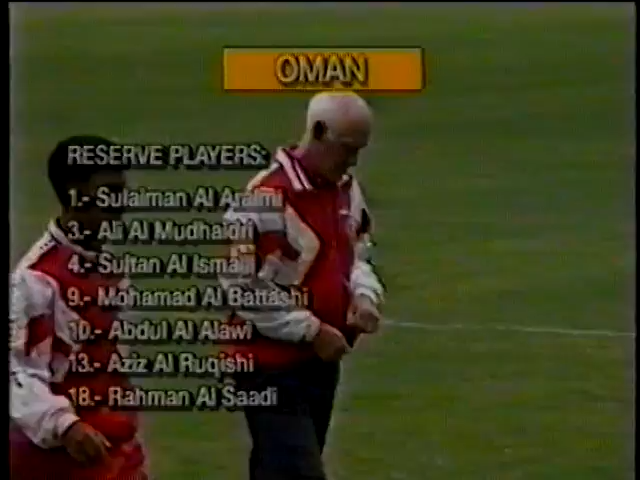 OMAN
RESERVE PLAYERS:
1.- Sulaiman Al Araimi
3.- Ali Al Mudhaidri
4.- Sultan Al Ismaili
9.- Mohamad Al Battashi
10.- Abdul Al Alawi
13.- Aziz Al Ruqishi
18.- Rahman Al Saadi